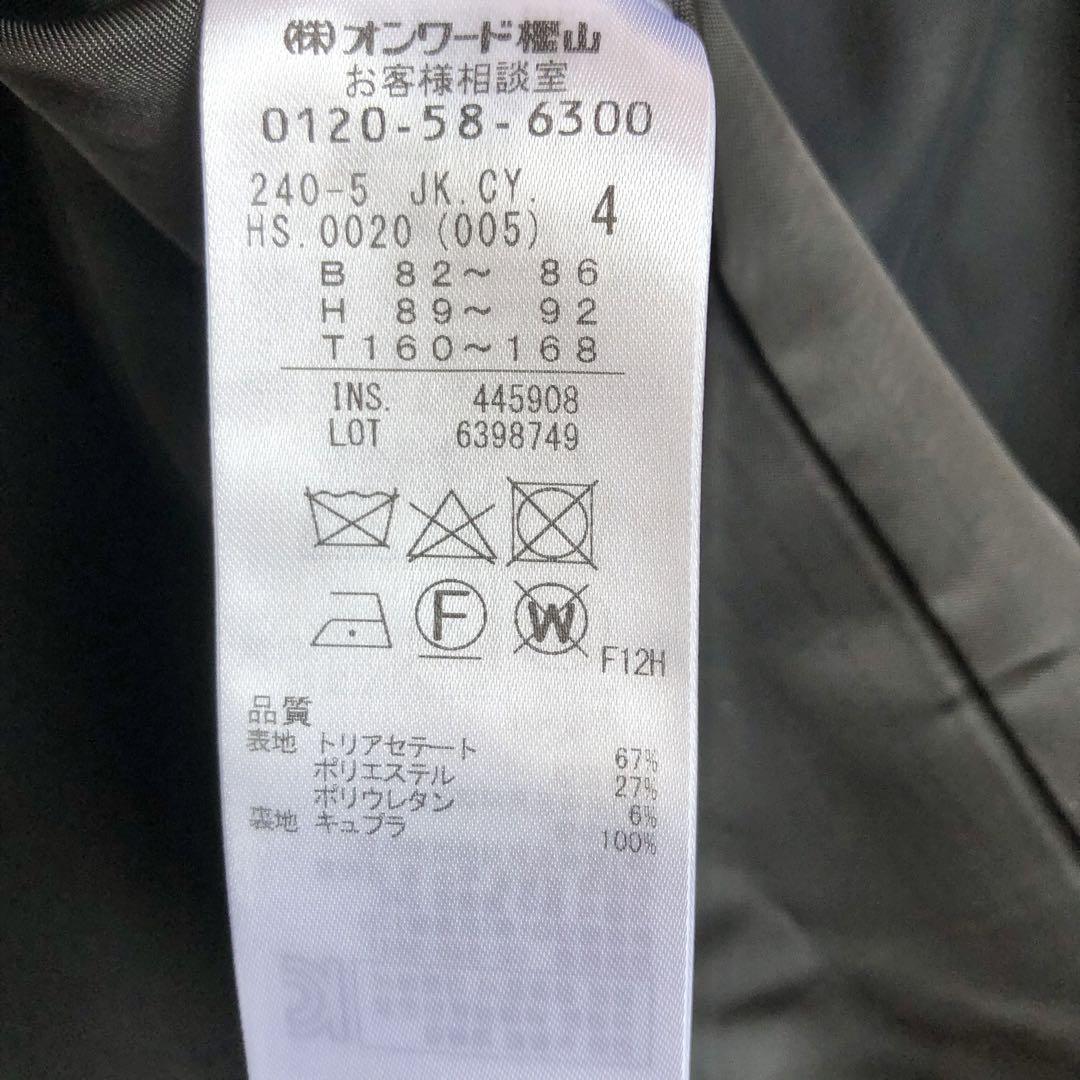 (株)オンワード樫山
お客様相談室
0120-58-6300
240-5 JK.CY. 4
HS.0020 (005)
B 82～ 86
H 89～ 92
T160～168
INS. 445908
LOT 6398749
F W
F12H
品質
表地 トリアセテート 67%
ポリエステル 27%
ポリウレタン 6%
裏地 キュプラ 100%